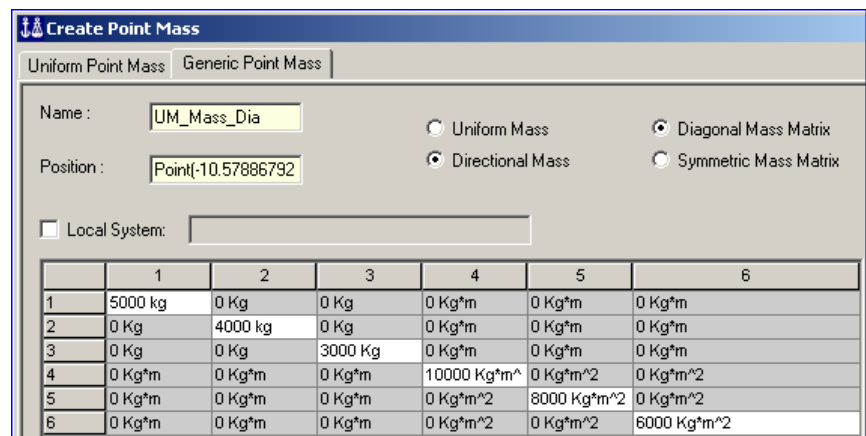 Create Point Mass
Uniform Point Mass Generic Point Mass
Name : UM_Mass_Dia Uniform Mass Diagonal Mass Matrix
Position : Point(-10.57886792 Directional Mass Symmetric Mass Matrix
Local System:
1 2 3 4 5 6
1 5000 kg 0 Kg 0 Kg 0 Kg*m 0 Kg*m 0 Kg*m
2 0 Kg 4000 kg 0 Kg 0 Kg*m 0 Kg*m 0 Kg*m
3 0 Kg 0 Kg 3000 Kg 0 Kg*m 0 Kg*m 0 Kg*m
4 0 Kg*m 0 Kg*m 0 Kg*m 10000 Kg*m^ 0 Kg*m^2 0 Kg*m^2
5 0 Kg*m 0 Kg*m 0 Kg*m 0 Kg*m^2 8000 Kg*m^2 0 Kg*m^2
6 0 Kg*m 0 Kg*m 0 Kg*m 0 Kg*m^2 0 Kg*m^2 6000 Kg*m^2